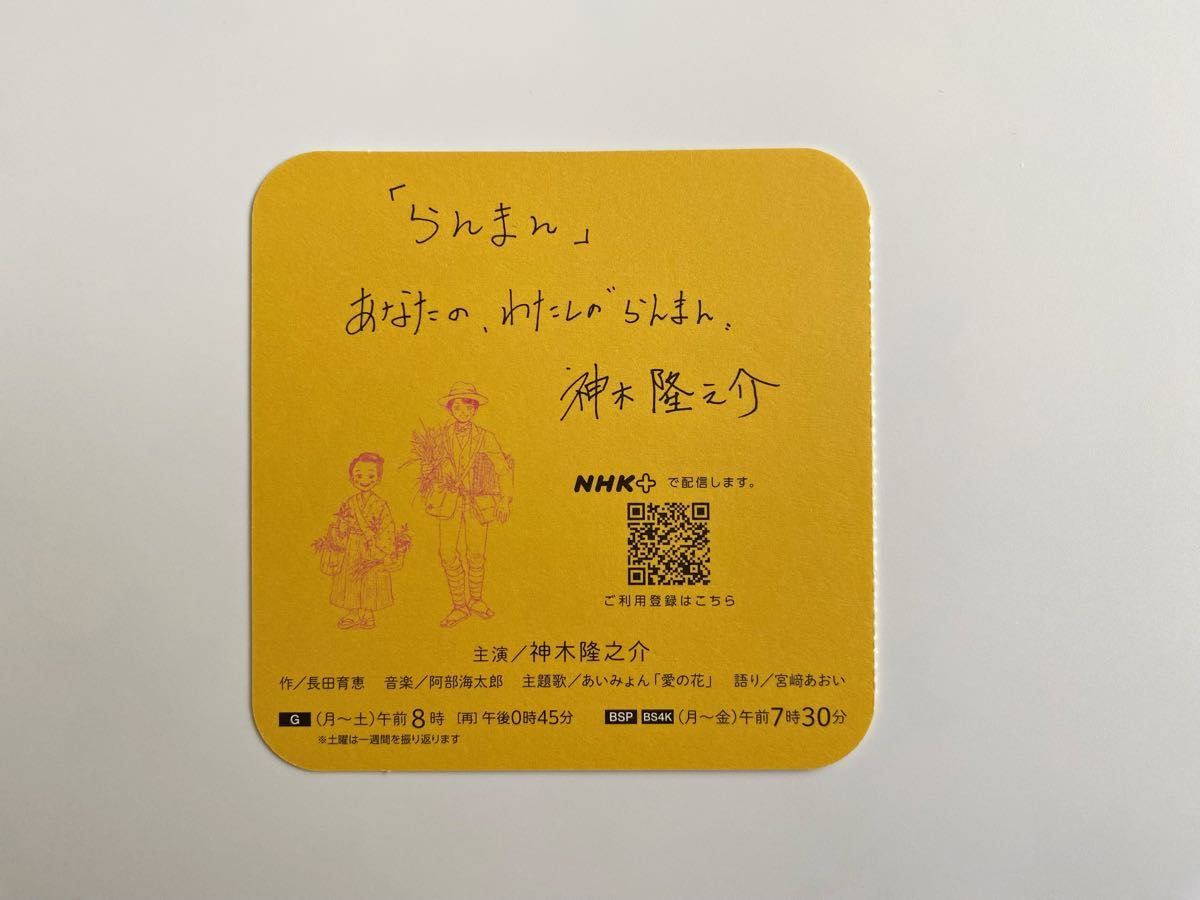 「らんまん」
あなたの、わたしの らんまん。
神木隆之介
NHK+ で配信します。
ご利用登録はこちら
主演／神木隆之介
作／長田育恵 音楽／阿部海太郎 主題歌／あいみょん「愛の花」 語り／宮﨑あおい
G （月～土）午前8時 ［再］午後0時45分 BSP BS4K （月～金）午前7時30分
※土曜は一週間を振り返ります